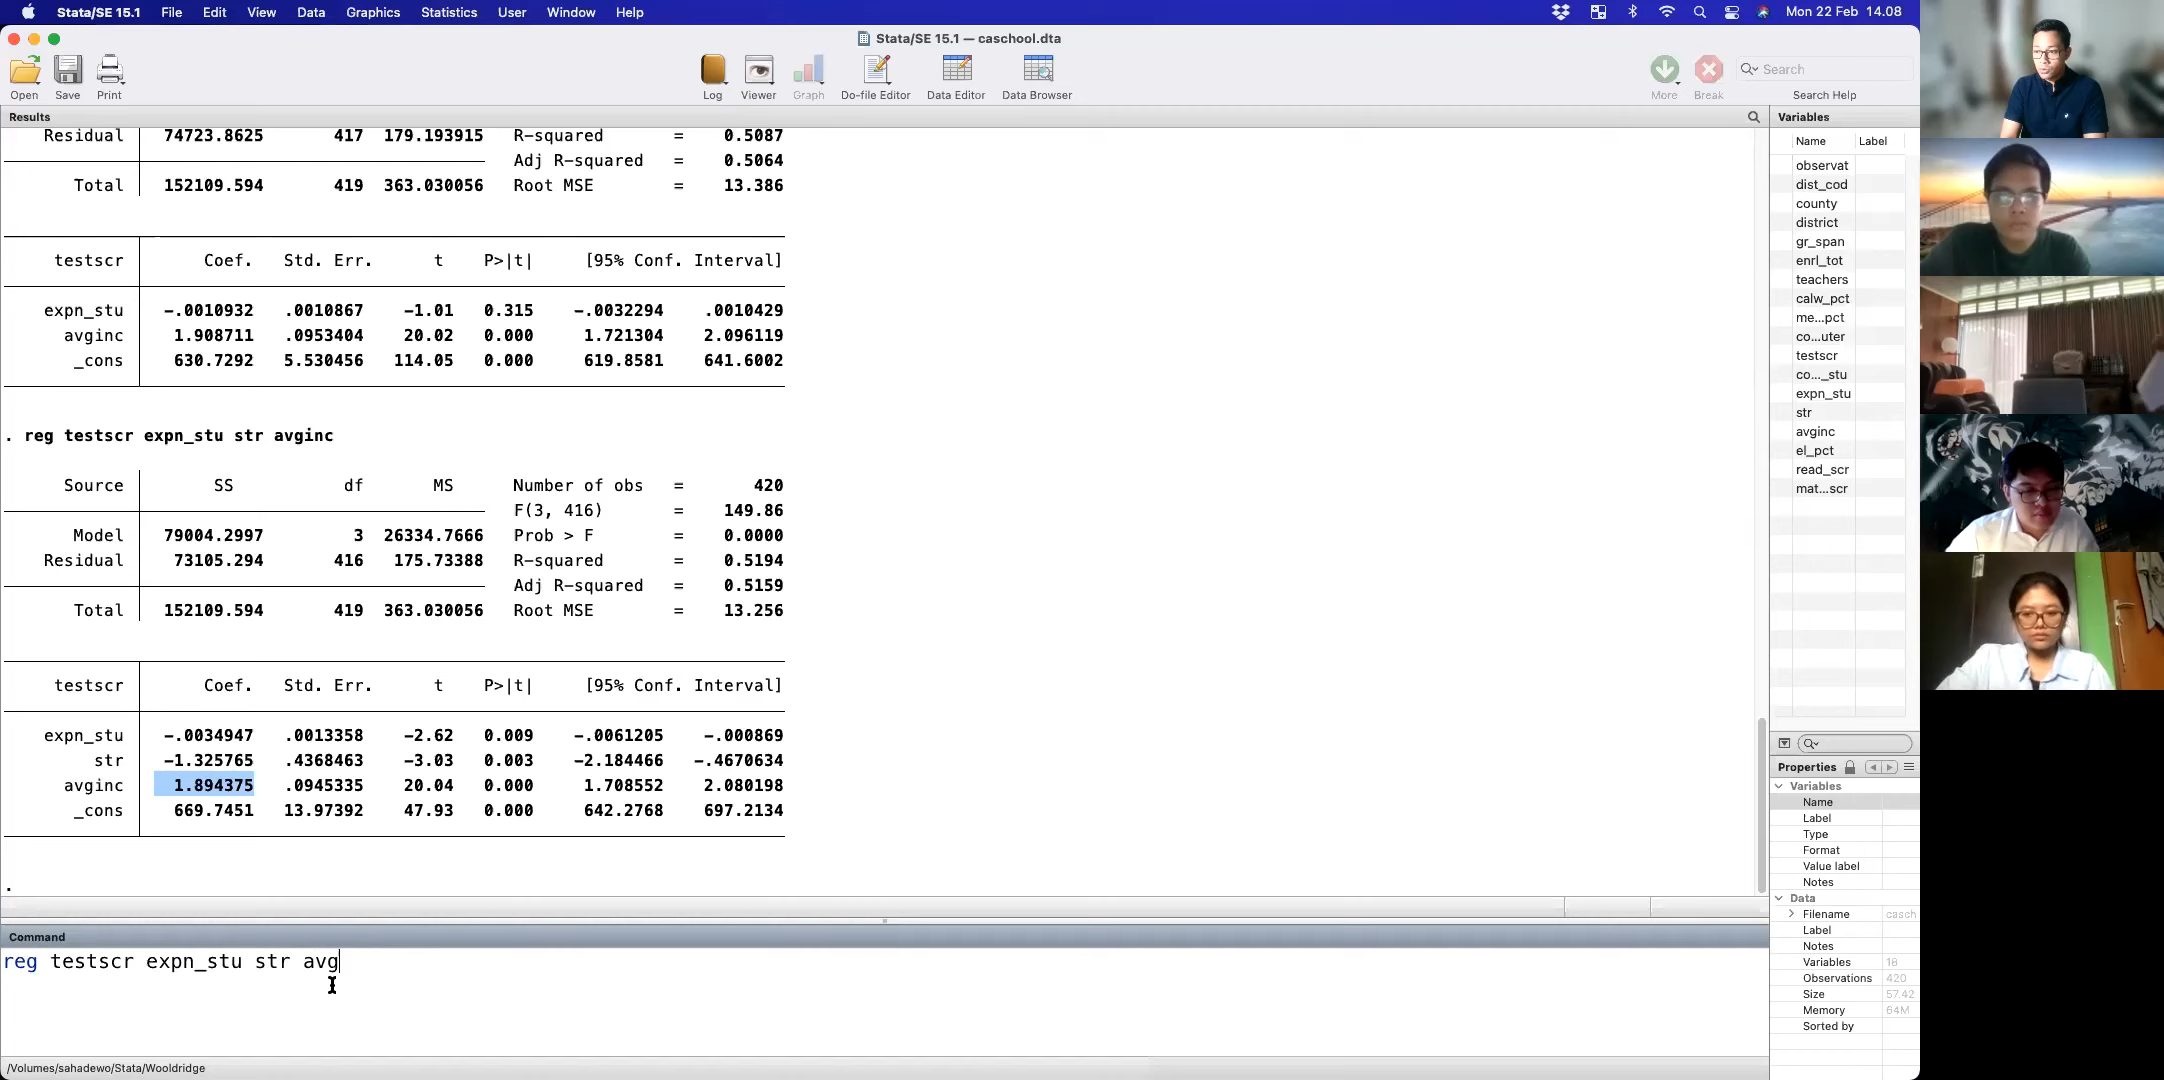 Stata/SE 15.1 File Edit View Data Graphics Statistics User Window Help Mon 22 Feb 14.08
Stata/SE 15.1 — caschool.dta
Open Save Print Log Viewer Graph Do-file Editor Data Editor Data Browser More Break Search Search Help
Results
Residual 74723.8625 417 179.193915 R-squared = 0.5087
Adj R-squared = 0.5064
Total 152109.594 419 363.030056 Root MSE = 13.386
testscr Coef. Std. Err. t P>|t| [95% Conf. Interval]
expn_stu -.0010932 .0010867 -1.01 0.315 -.0032294 .0010429
avginc 1.908711 .0953404 20.02 0.000 1.721304 2.096119
_cons 630.7292 5.530456 114.05 0.000 619.8581 641.6002
. reg testscr expn_stu str avginc
Source SS df MS Number of obs = 420
F(3, 416) = 149.86
Model 79004.2997 3 26334.7666 Prob > F = 0.0000
Residual 73105.294 416 175.73388 R-squared = 0.5194
Adj R-squared = 0.5159
Total 152109.594 419 363.030056 Root MSE = 13.256
testscr Coef. Std. Err. t P>|t| [95% Conf. Interval]
expn_stu -.0034947 .0013358 -2.62 0.009 -.0061205 -.000869
str -1.325765 .4368463 -3.03 0.003 -2.184466 -.4670634
avginc 1.894375 .0945335 20.04 0.000 1.708552 2.080198
_cons 669.7451 13.97392 47.93 0.000 642.2768 697.2134
.
Command
reg testscr expn_stu str avg
/Volumes/sahadewo/Stata/Wooldridge
Variables
Name Label
observat
dist_cod
county
district
gr_span
enrl_tot
teachers
calw_pct
me...pct
co...uter
testscr
co..._stu
expn_stu
str
avginc
el_pct
read_scr
mat...scr
Properties
Variables
Name
Label
Type
Format
Value label
Notes
Data
Filename casch
Label
Notes
Variables 18
Observations 420
Size 57.42
Memory 64M
Sorted by